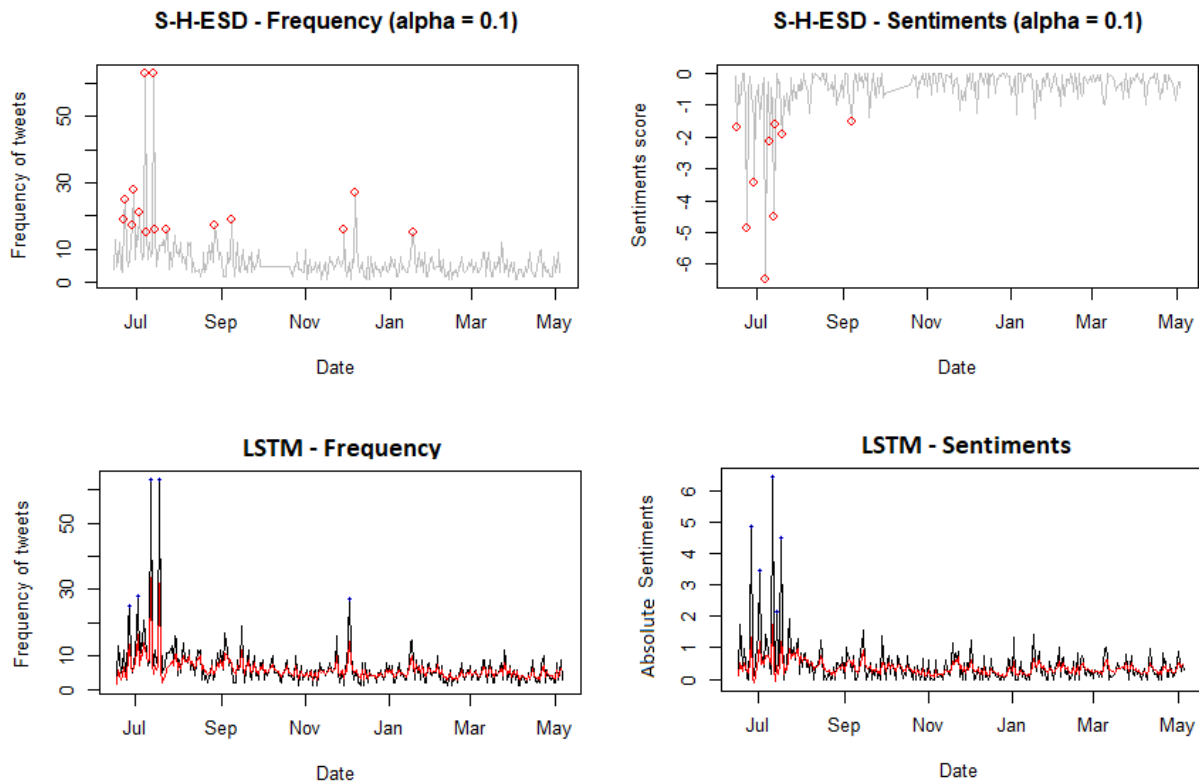 S-H-ESD - Frequency (alpha = 0.1)
Frequency of tweets
0 10 30 50
Jul Sep Nov Jan Mar May
Date
S-H-ESD - Sentiments (alpha = 0.1)
Sentiments score
-6 -5 -4 -3 -2 -1 0
Jul Sep Nov Jan Mar May
Date
LSTM - Frequency
Frequency of tweets
0 10 30 50
Jul Sep Nov Jan Mar May
Date
LSTM - Sentiments
Absolute Sentiments
0 1 2 3 4 5 6
Jul Sep Nov Jan Mar May
Date